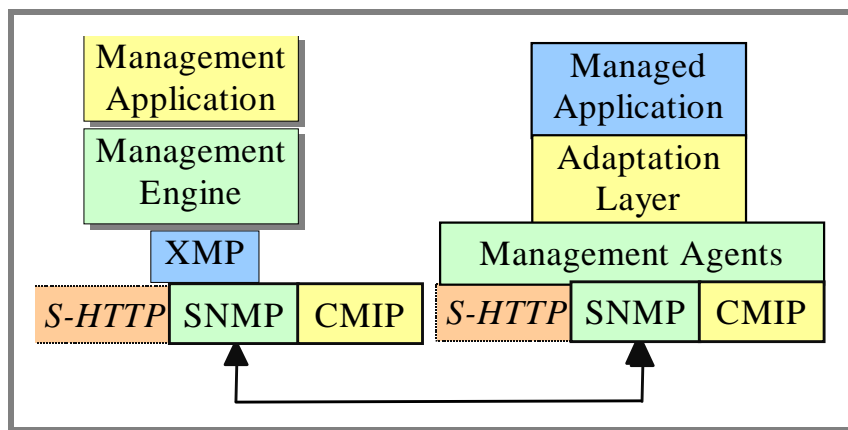 Management
Application
Management
Engine
XMP
S-HTTP SNMP CMIP
Managed
Application
Adaptation
Layer
Management Agents
S-HTTP SNMP CMIP